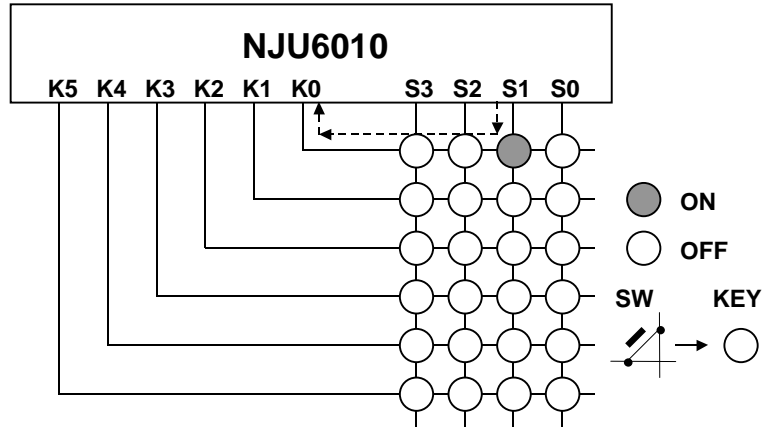 NJU6010
K5 K4 K3 K2 K1 K0 S3 S2 S1 S0
ON
OFF
SW KEY